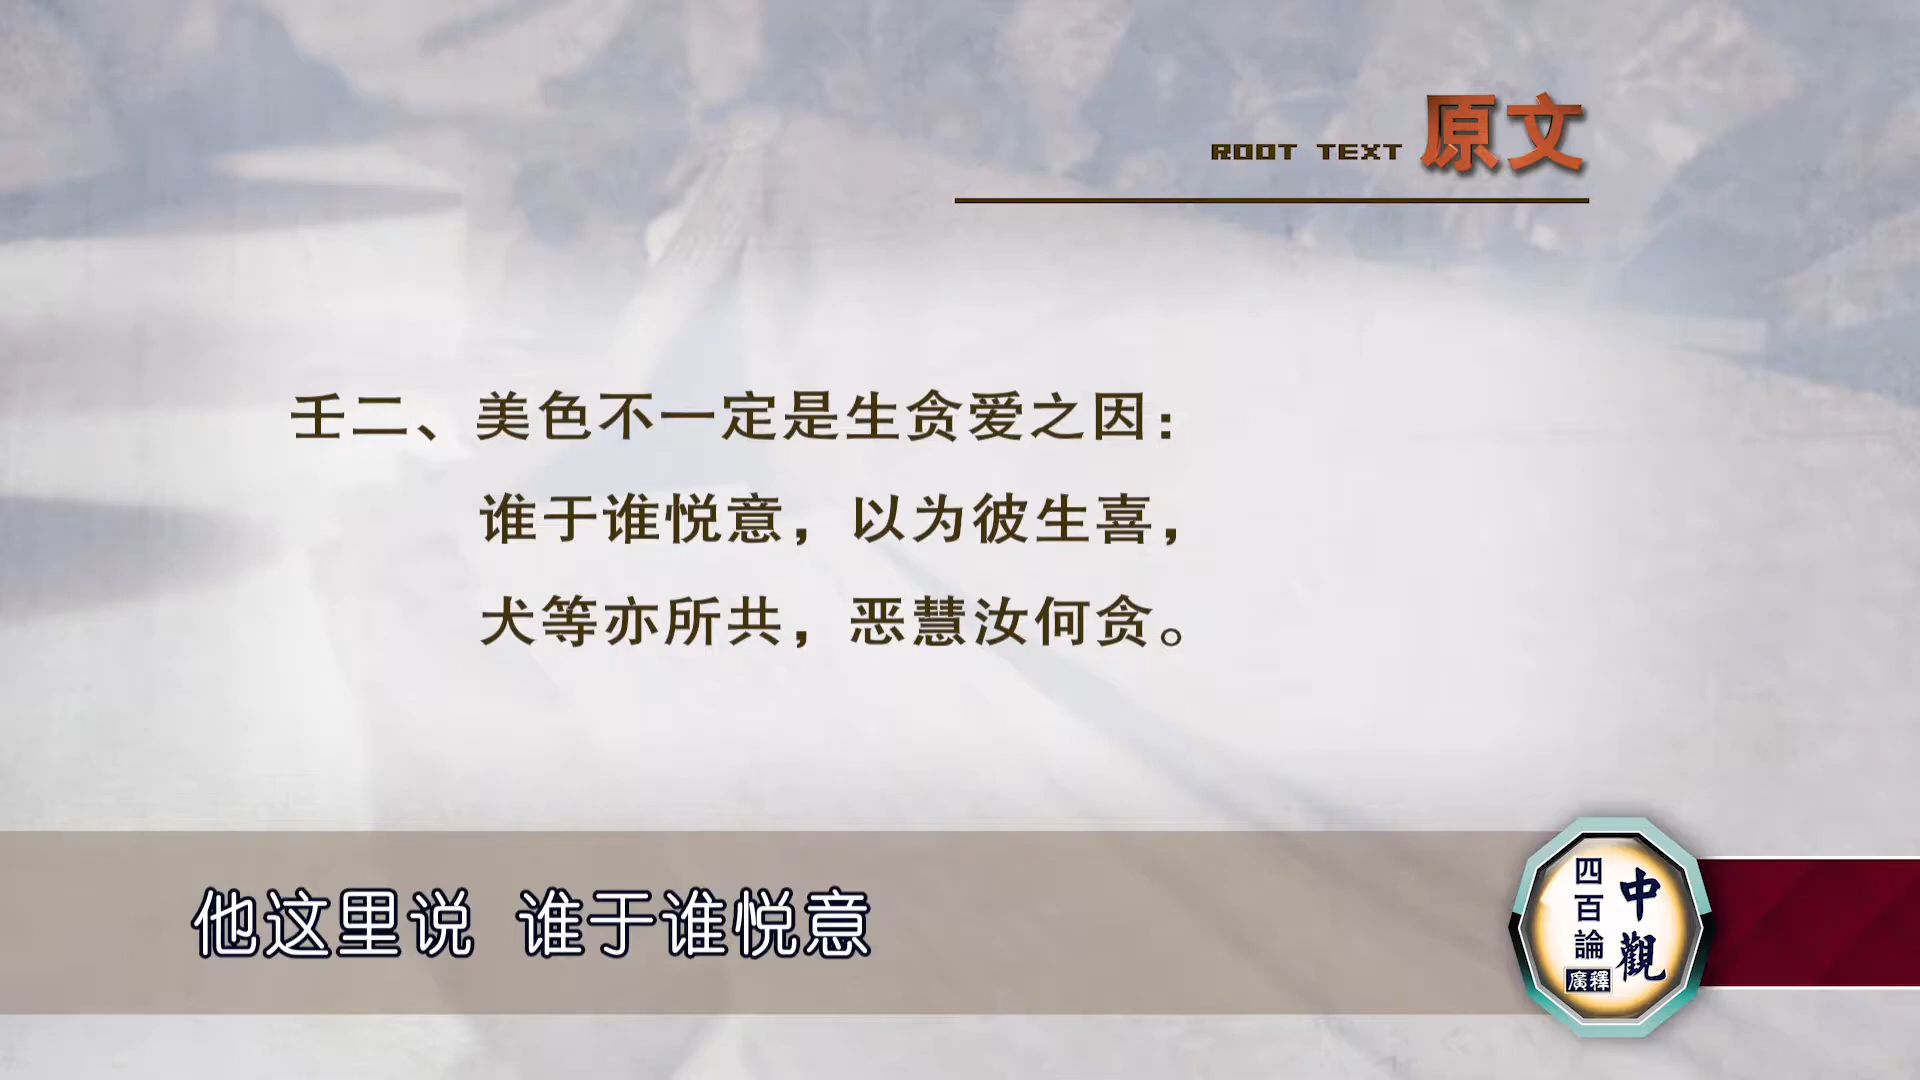 ROOT TEXT 原文
壬二、美色不一定是生贪爱之因：
谁于谁悦意，以为彼生喜，
犬等亦所共，恶慧汝何贪。
他这里说 谁于谁悦意
中觀
四百論
廣釋